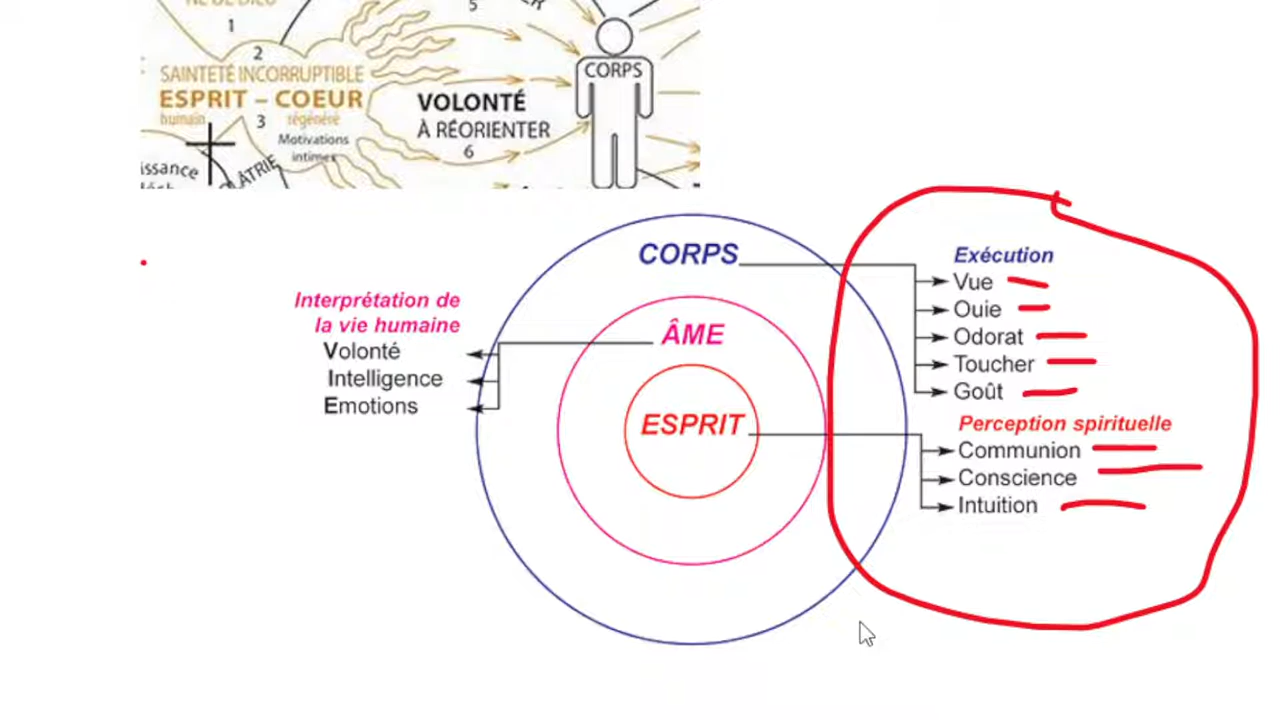 1
5
2
SAINTETÉ INCORRUPTIBLE
ESPRIT – COEUR
humain
régénéré
3
Motivations
intimes
VOLONTÉ
À RÉORIENTER
6
CORPS
CORPS
ÂME
ESPRIT
Interprétation de
la vie humaine
Volonté
Intelligence
Emotions
Exécution
Vue
Ouie
Odorat
Toucher
Goût
Perception spirituelle
Communion
Conscience
Intuition